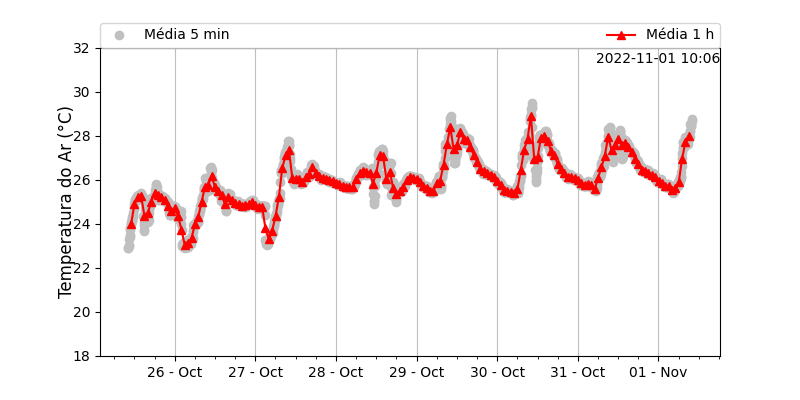 Média 5 min
Média 1 h
2022-11-01 10:06
Temperatura do Ar (°C)
32
30
28
26
24
22
20
18
26 - Oct
27 - Oct
28 - Oct
29 - Oct
30 - Oct
31 - Oct
01 - Nov